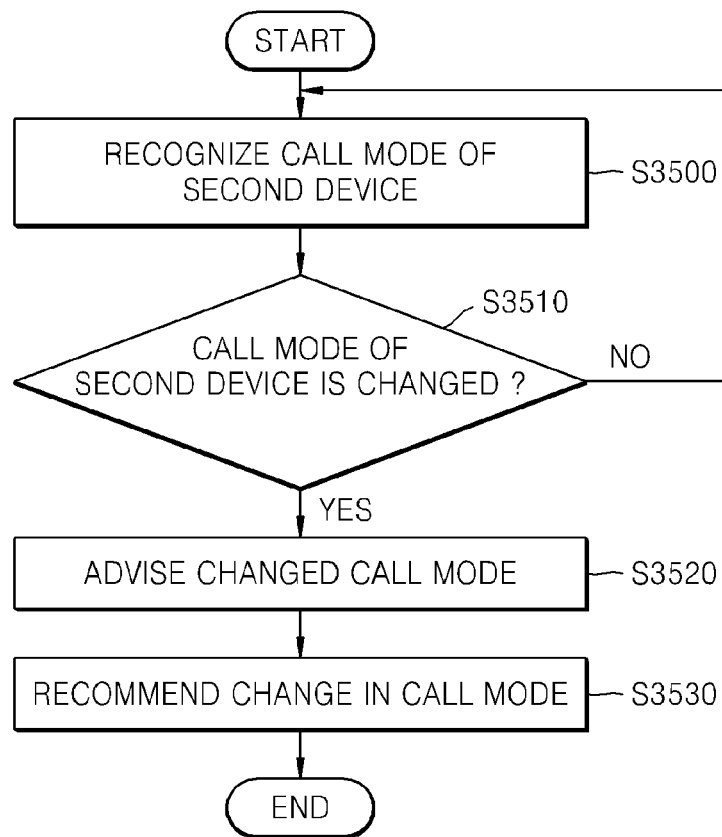 START
RECOGNIZE CALL MODE OF
SECOND DEVICE
S3500
S3510
CALL MODE OF
SECOND DEVICE IS CHANGED ?
NO
YES
ADVISE CHANGED CALL MODE
S3520
RECOMMEND CHANGE IN CALL MODE
S3530
END